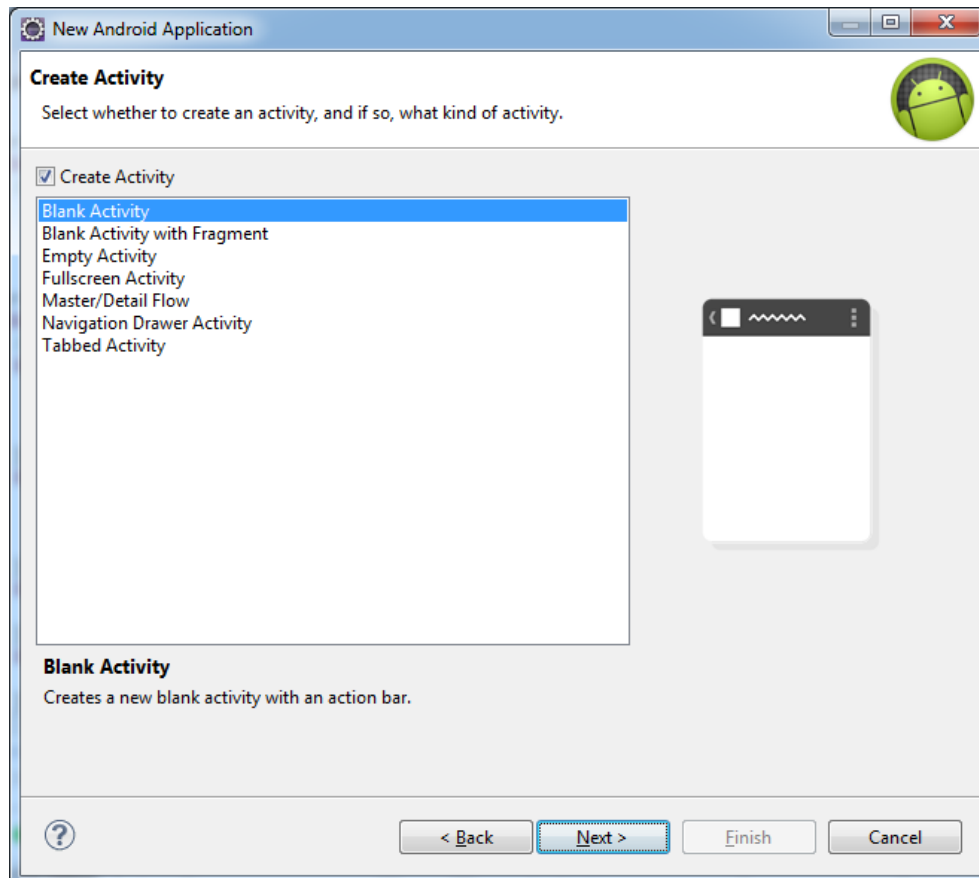 New Android Application
Create Activity
Select whether to create an activity, and if so, what kind of activity.
Create Activity
Blank Activity
Blank Activity with Fragment
Empty Activity
Fullscreen Activity
Master/Detail Flow
Navigation Drawer Activity
Tabbed Activity
Blank Activity
Creates a new blank activity with an action bar.
? < Back Next > Finish Cancel